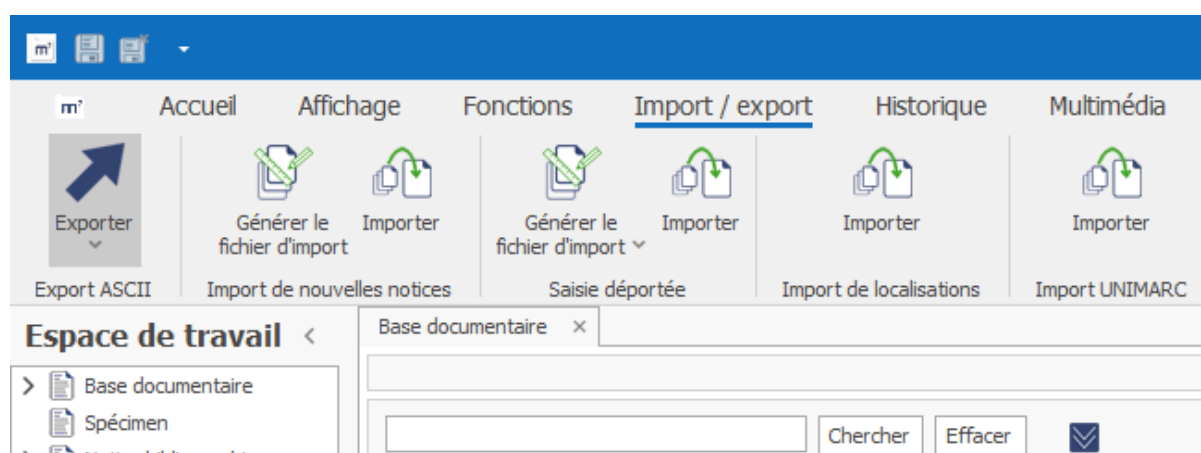 m'
m' Accueil Affichage Fonctions Import / export Historique Multimédia
Exporter
Générer le
fichier d'import
Importer
Générer le
fichier d'import
Importer
Importer
Importer
Export ASCII
Import de nouvelles notices
Saisie déportée
Import de localisations
Import UNIMARC
Espace de travail
Base documentaire
Base documentaire
Spécimen
Chercher
Effacer